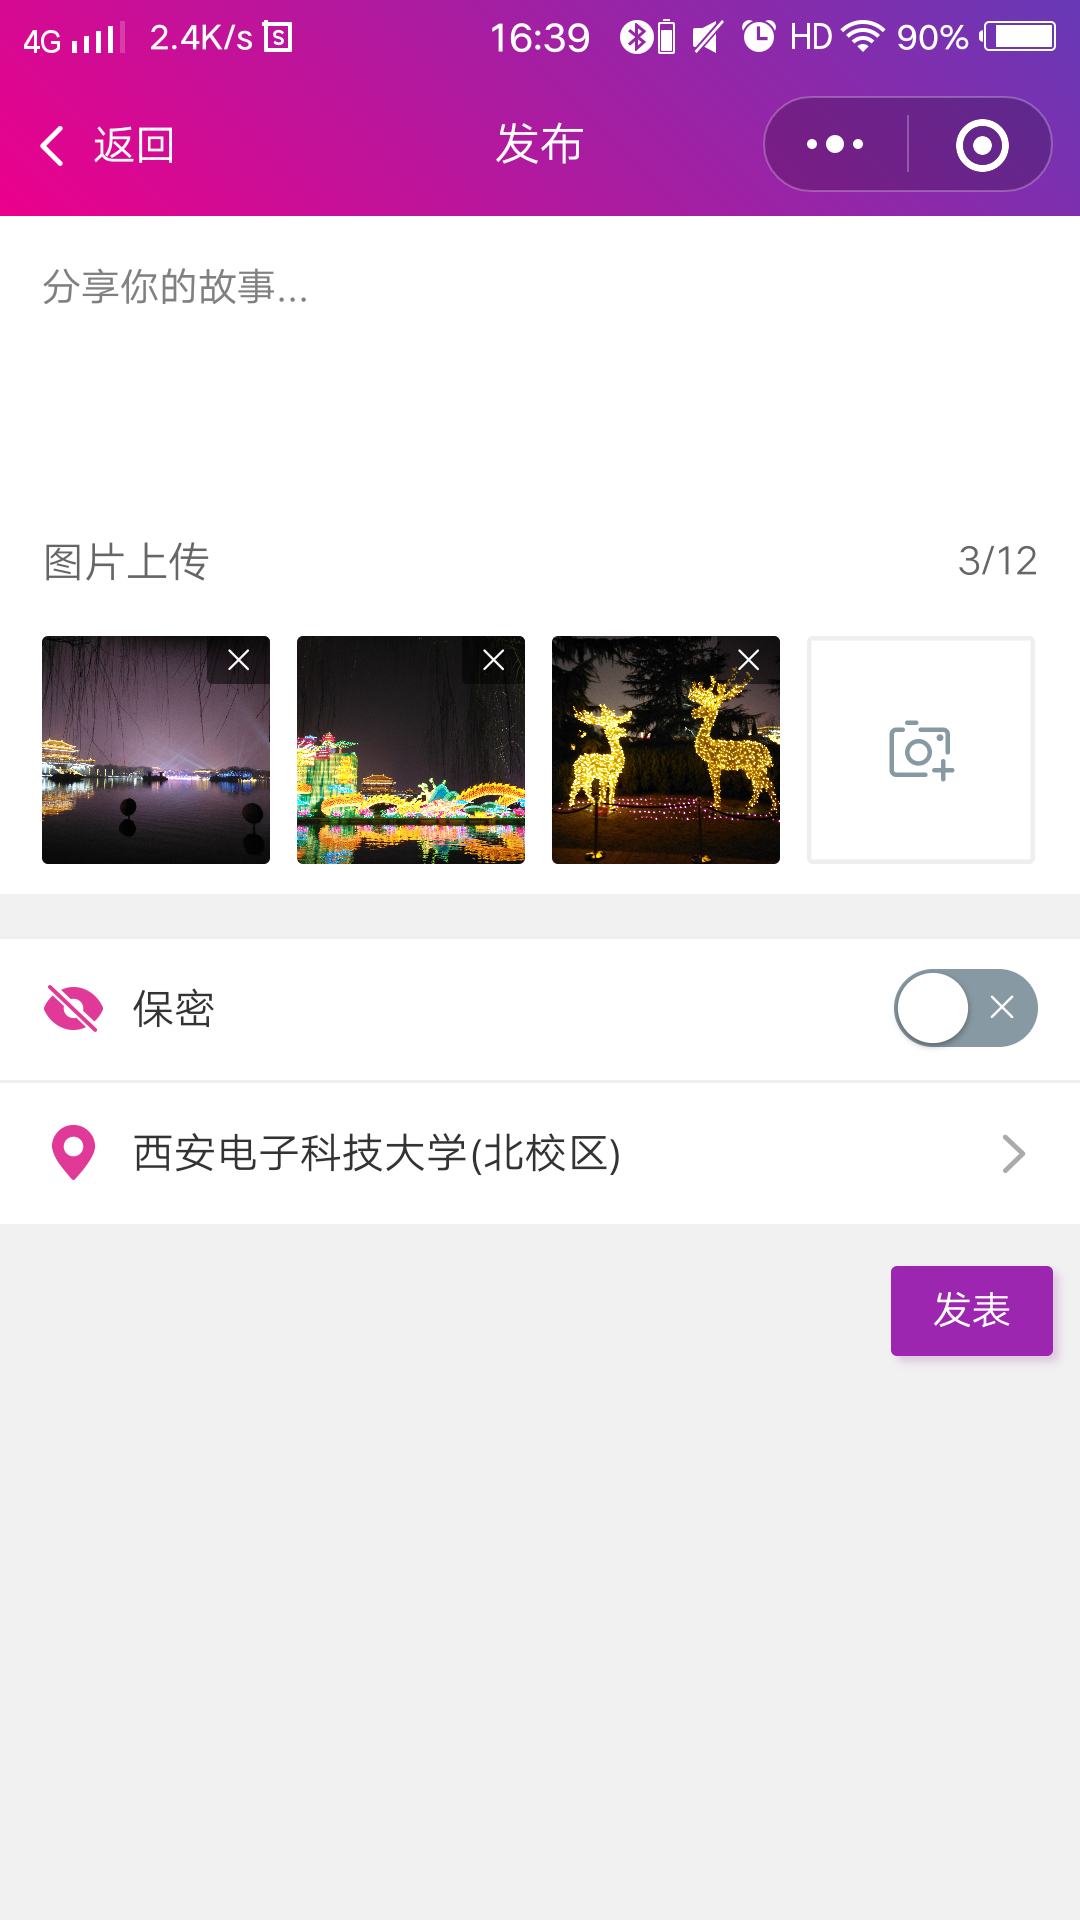 4G 2.4K/s S 16:39 HD 90%
返回 发布
分享你的故事...
图片上传 3/12
保密
西安电子科技大学(北校区)
发表